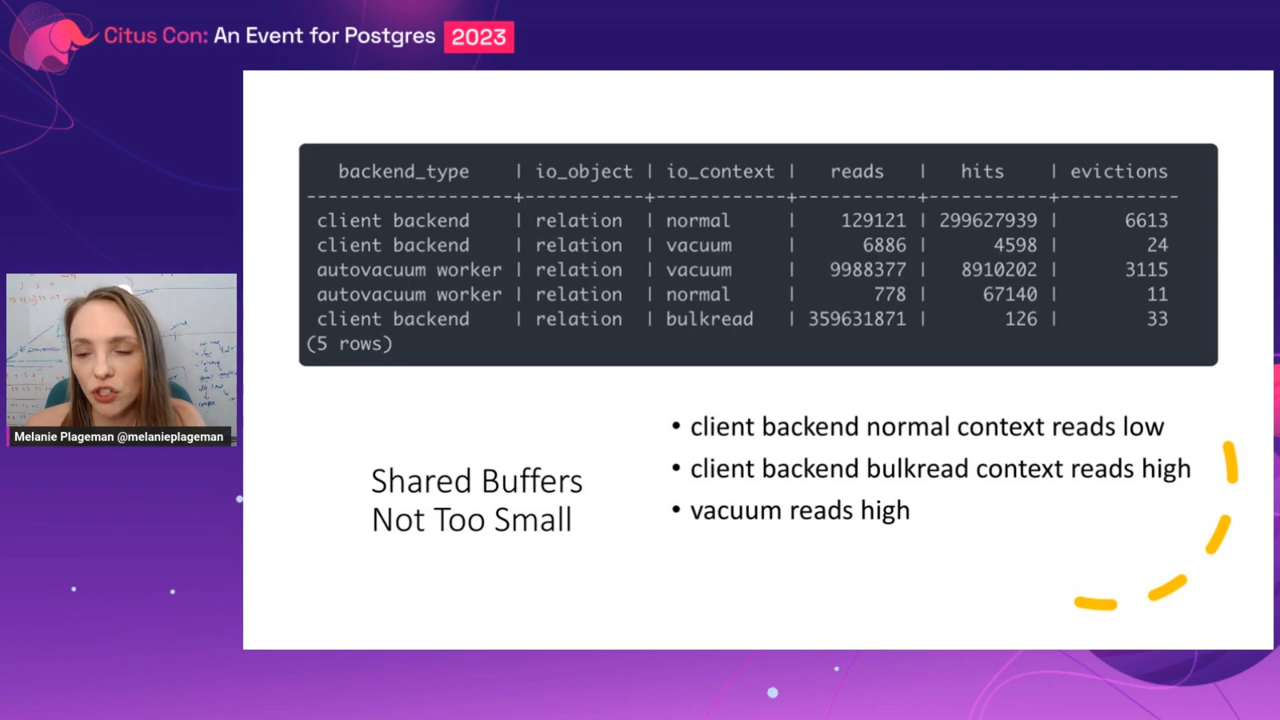 Citus Con: An Event for Postgres 2023
backend_type | io_object | io_context | reads | hits | evictions
--------------------+-----------+------------+-----------+-----------+-----------
client backend | relation | normal | 129121 | 299627939 | 6613
client backend | relation | vacuum | 6886 | 4598 | 24
autovacuum worker | relation | vacuum | 9988377 | 8910202 | 3115
autovacuum worker | relation | normal | 778 | 67140 | 11
client backend | relation | bulkread | 359631871 | 126 | 33
(5 rows)
Shared Buffers
Not Too Small
• client backend normal context reads low
• client backend bulkread context reads high
• vacuum reads high
Melanie Plageman @melanieplageman